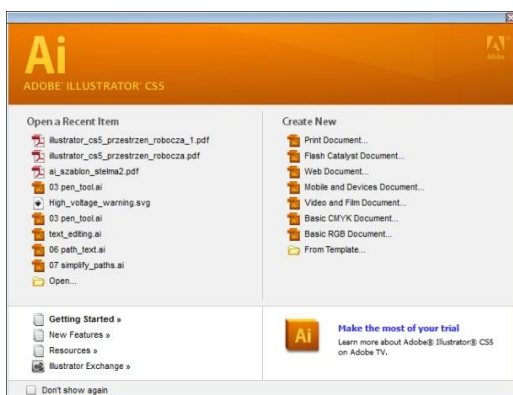 Ai
ADOBE® ILLUSTRATOR® CS5
Adobe
Open a Recent Item
illustrator_cs5_przestrzen_robocza_1.pdf
illustrator_cs5_przestrzen_robocza.pdf
ai_szablon_stelma2.pdf
03 pen_tool.ai
High_voltage_warning.svg
03 pen_tool.ai
text_editing.ai
06 path_text.ai
07 simplify_paths.ai
Open...
Create New
Print Document...
Flash Catalyst Document...
Web Document...
Mobile and Devices Document...
Video and Film Document...
Basic CMYK Document...
Basic RGB Document...
From Template...
Getting Started »
New Features »
Resources »
Illustrator Exchange »
Ai
Make the most of your trial
Learn more about Adobe® Illustrator® CS5
on Adobe TV.
Don't show again